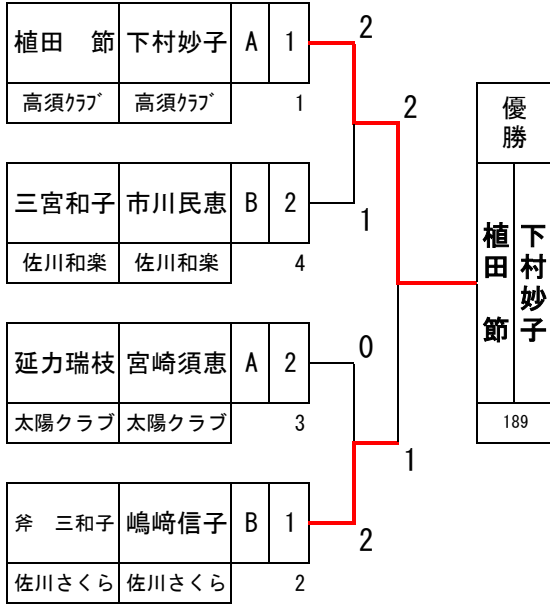 植田　節 下村妙子 A 1
高須ｸﾗﾌﾞ 高須ｸﾗﾌﾞ 1
2
三宮和子 市川民恵 B 2
佐川和楽 佐川和楽 4
1
2
延力瑞枝 宮崎須恵 A 2
太陽クラブ 太陽クラブ 3
0
斧　三和子 嶋﨑信子 B 1
佐川さくら 佐川さくら 2
2
1
優勝
植田　節
下村妙子
189